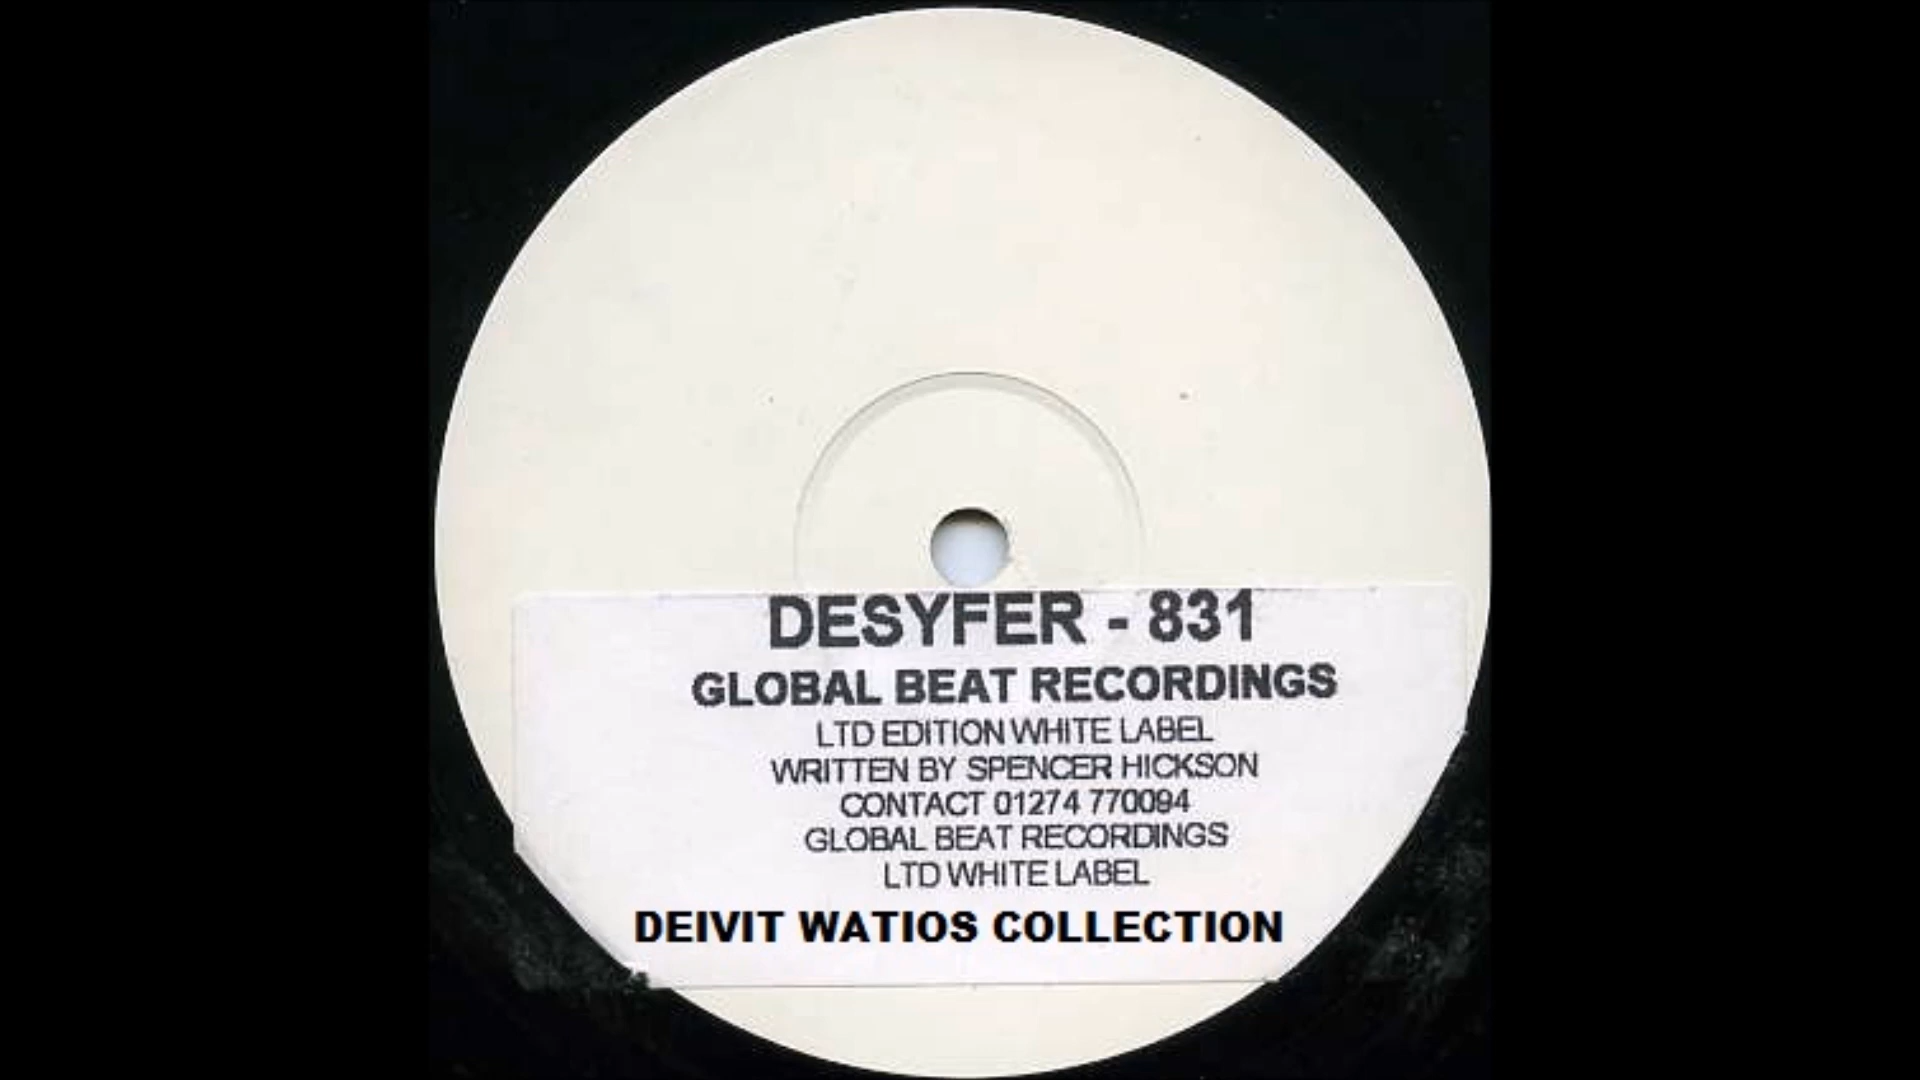 DESYFER - 831
GLOBAL BEAT RECORDINGS
LTD EDITION WHITE LABEL
WRITTEN BY SPENCER HICKSON
CONTACT 01274 770094
GLOBAL BEAT RECORDINGS
LTD WHITE LABEL
DEIVIT WATIOS COLLECTION